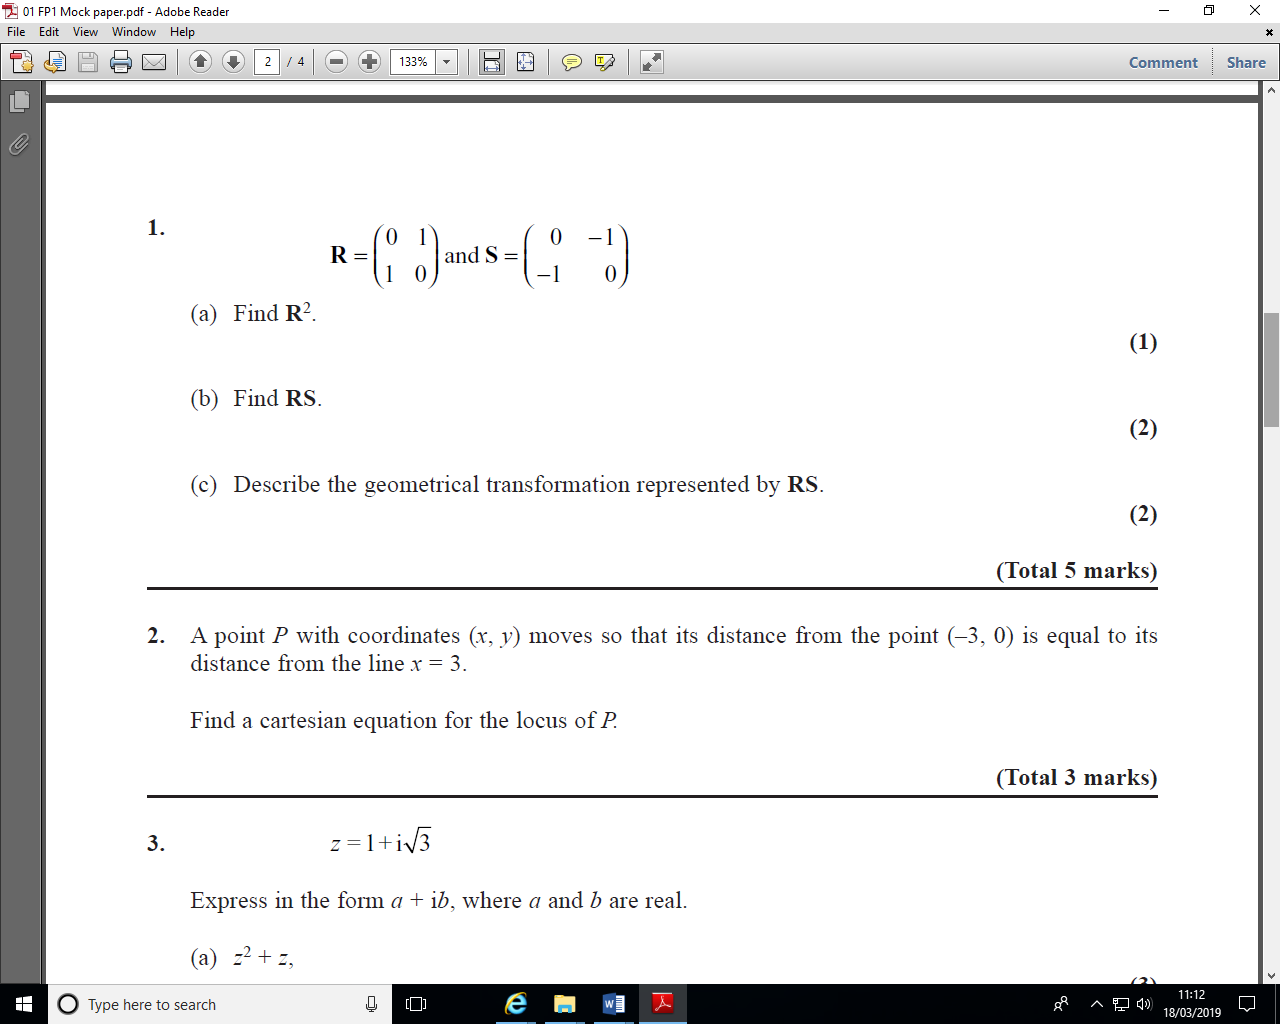 01 FP1 Mock paper.pdf - Adobe Reader
File Edit View Window Help
2 / 4 133% Comment Share
1.
R = (0 1
1 0) and S = (0 −1
−1 0)
(a) Find R².
(1)
(b) Find RS.
(2)
(c) Describe the geometrical transformation represented by RS.
(2)
(Total 5 marks)
2. A point P with coordinates (x, y) moves so that its distance from the point (–3, 0) is equal to its
distance from the line x = 3.
Find a cartesian equation for the locus of P.
(Total 3 marks)
3. z = 1 + i√3
Express in the form a + ib, where a and b are real.
(a) z² + z,
Type here to search
11:12
18/03/2019